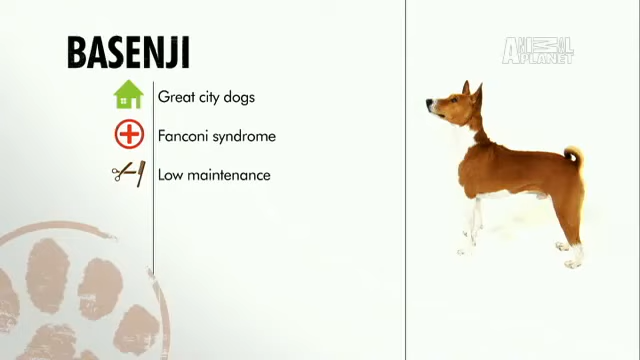 BASENJI
Great city dogs
Fanconi syndrome
Low maintenance
ANIMAL
PLANET